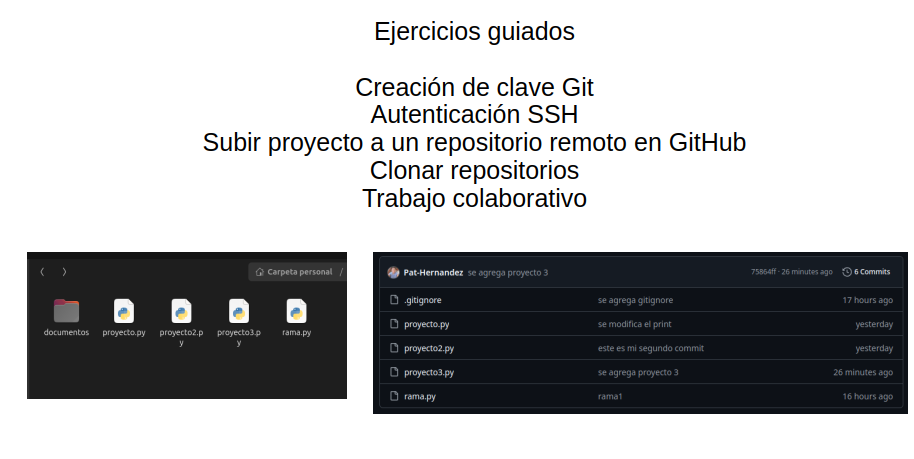 Ejercicios guiados
Creación de clave Git
Autenticación SSH
Subir proyecto a un repositorio remoto en GitHub
Clonar repositorios
Trabajo colaborativo
Carpeta personal /
documentos
proyecto.py
proyecto2.p
y
proyecto3.p
y
rama.py
Pat-Hernandez se agrega proyecto 3 75864ff · 26 minutes ago 6 Commits
.gitignore se agrega gitignore 17 hours ago
proyecto.py se modifica el print yesterday
proyecto2.py este es mi segundo commit yesterday
proyecto3.py se agrega proyecto 3 26 minutes ago
rama.py rama1 16 hours ago